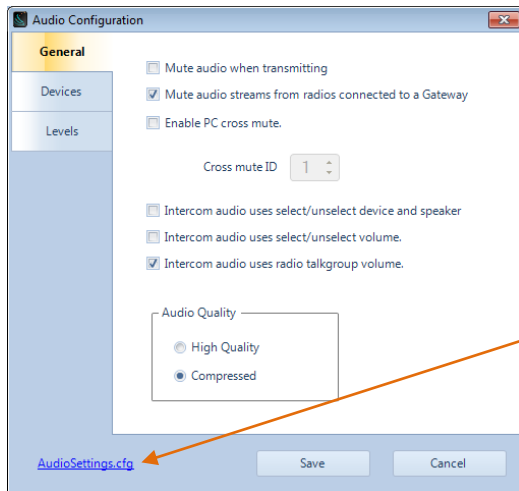 Audio Configuration
General
Devices
Levels
Mute audio when transmitting
Mute audio streams from radios connected to a Gateway
Enable PC cross mute.
Cross mute ID 1
Intercom audio uses select/unselect device and speaker
Intercom audio uses select/unselect volume.
Intercom audio uses radio talkgroup volume.
Audio Quality
High Quality
Compressed
AudioSettings.cfg
Save
Cancel